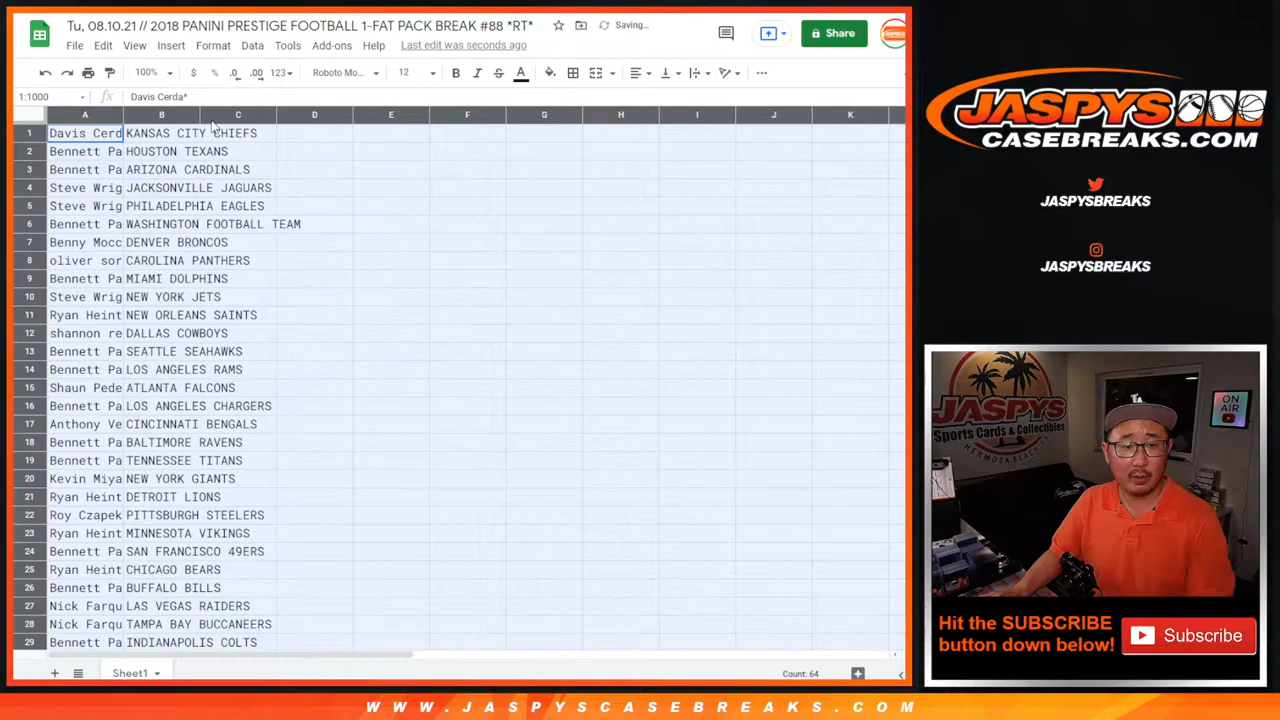 Tu, 08.10.21 // 2018 PANINI PRESTIGE FOOTBALL 1-FAT PACK BREAK #88 *RT*
Saving...
File Edit View Insert Format Data Tools Add-ons Help Last edit was seconds ago
Share
100% $ % .0 .00 123 Roboto Mo... 12 B I S A
1:1000 fx Davis Cerda*
A B C D E F G H I J K
1 Davis Cerd KANSAS CITY CHIEFS
2 Bennett Pa HOUSTON TEXANS
3 Bennett Pa ARIZONA CARDINALS
4 Steve Wrig JACKSONVILLE JAGUARS
5 Steve Wrig PHILADELPHIA EAGLES
6 Bennett Pa WASHINGTON FOOTBALL TEAM
7 Benny Mocc DENVER BRONCOS
8 oliver sor CAROLINA PANTHERS
9 Bennett Pa MIAMI DOLPHINS
10 Steve Wrig NEW YORK JETS
11 Ryan Heint NEW ORLEANS SAINTS
12 shannon re DALLAS COWBOYS
13 Bennett Pa SEATTLE SEAHAWKS
14 Bennett Pa LOS ANGELES RAMS
15 Shaun Pede ATLANTA FALCONS
16 Bennett Pa LOS ANGELES CHARGERS
17 Anthony Ve CINCINNATI BENGALS
18 Bennett Pa BALTIMORE RAVENS
19 Bennett Pa TENNESSEE TITANS
20 Kevin Miya NEW YORK GIANTS
21 Ryan Heint DETROIT LIONS
22 Roy Czapek PITTSBURGH STEELERS
23 Ryan Heint MINNESOTA VIKINGS
24 Bennett Pa SAN FRANCISCO 49ERS
25 Ryan Heint CHICAGO BEARS
26 Bennett Pa BUFFALO BILLS
27 Nick Farqu LAS VEGAS RAIDERS
28 Nick Farqu TAMPA BAY BUCCANEERS
29 Bennett Pa INDIANAPOLIS COLTS
Sheet1
Count: 64
JASPYS
CASEBREAKS.COM
JASPYSBREAKS
JASPYSBREAKS
JASPYS
Sports Cards & Collectibles
HERMOSA BEACH
ON AIR
LA
Hit the SUBSCRIBE
button down below!
Subscribe
WWW.JASPYSCASEBREAKS.COM